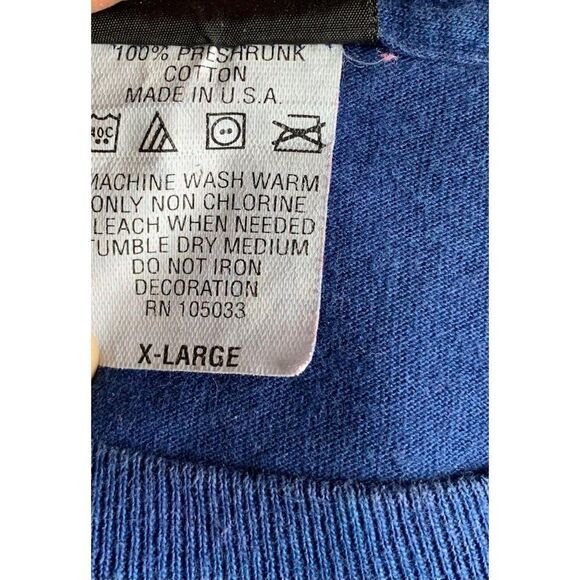 100% PRESHRUNK
COTTON
MADE IN U.S.A.
40C
MACHINE WASH WARM
ONLY NON CHLORINE
BLEACH WHEN NEEDED
TUMBLE DRY MEDIUM
DO NOT IRON
DECORATION
RN 105033
X-LARGE